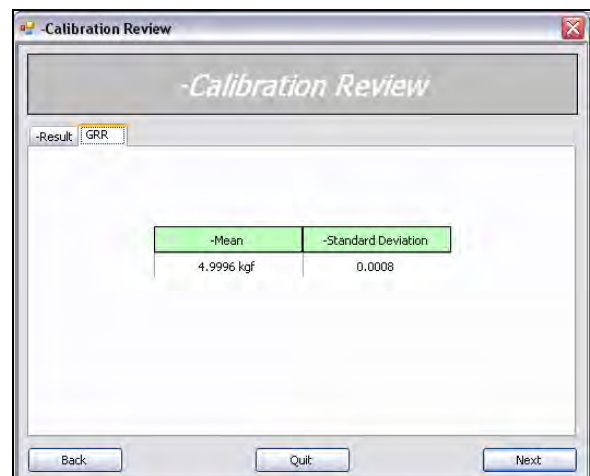 -Calibration Review
-Calibration Review
-Result GRR
-Mean -Standard Deviation
4.9996 kgf 0.0008
Back Quit Next